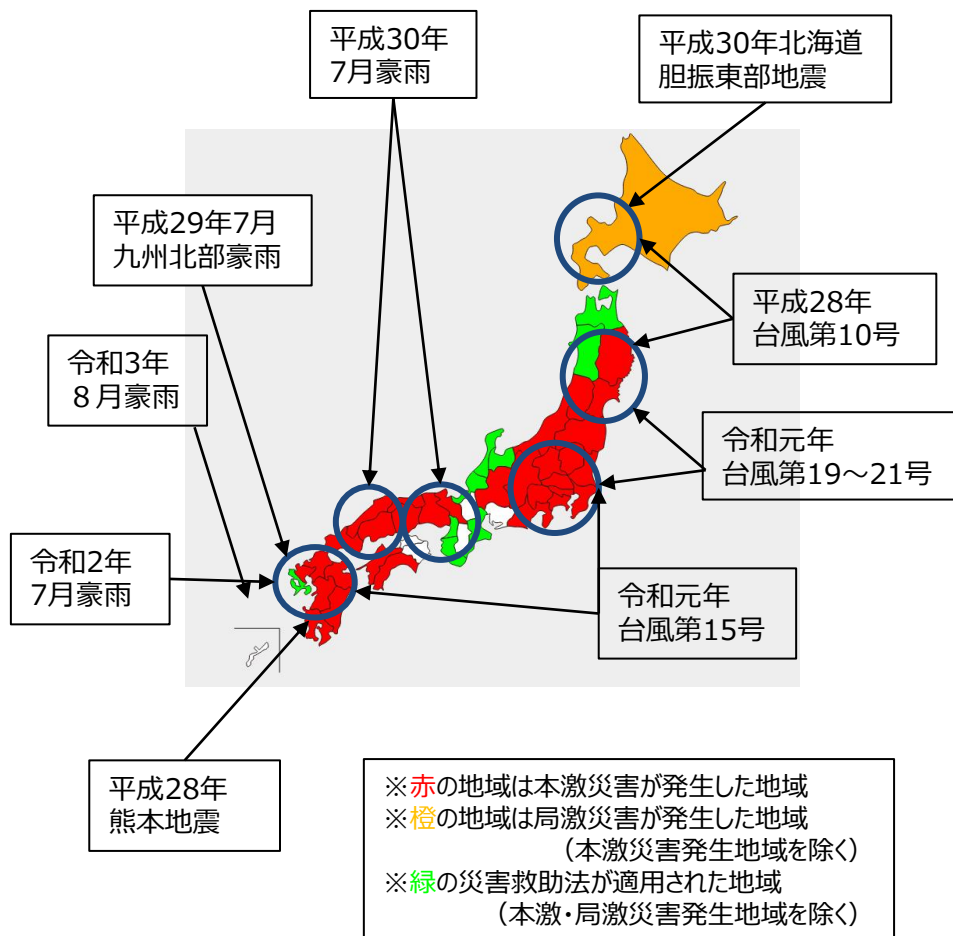 平成30年
7月豪雨
平成30年北海道
胆振東部地震
平成29年7月
九州北部豪雨
平成28年
台風第10号
令和3年
８月豪雨
令和元年
台風第19～21号
令和2年
7月豪雨
令和元年
台風第15号
平成28年
熊本地震
※赤の地域は本激災害が発生した地域
※橙の地域は局激災害が発生した地域
（本激災害発生地域を除く）
※緑の災害救助法が適用された地域
（本激・局激災害発生地域を除く）